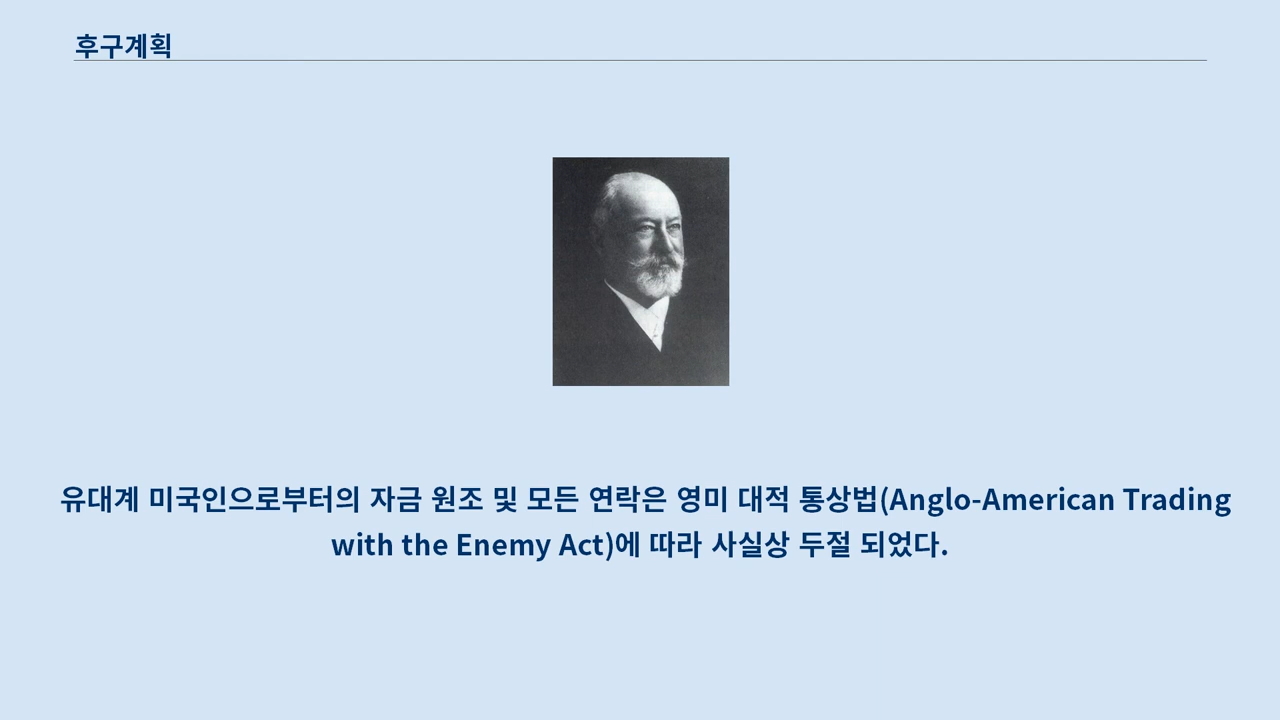 후구계획
유대계 미국인으로부터의 자금 원조 및 모든 연락은 영미 대적 통상법(Anglo-American Trading
with the Enemy Act)에 따라 사실상 두절 되었다.